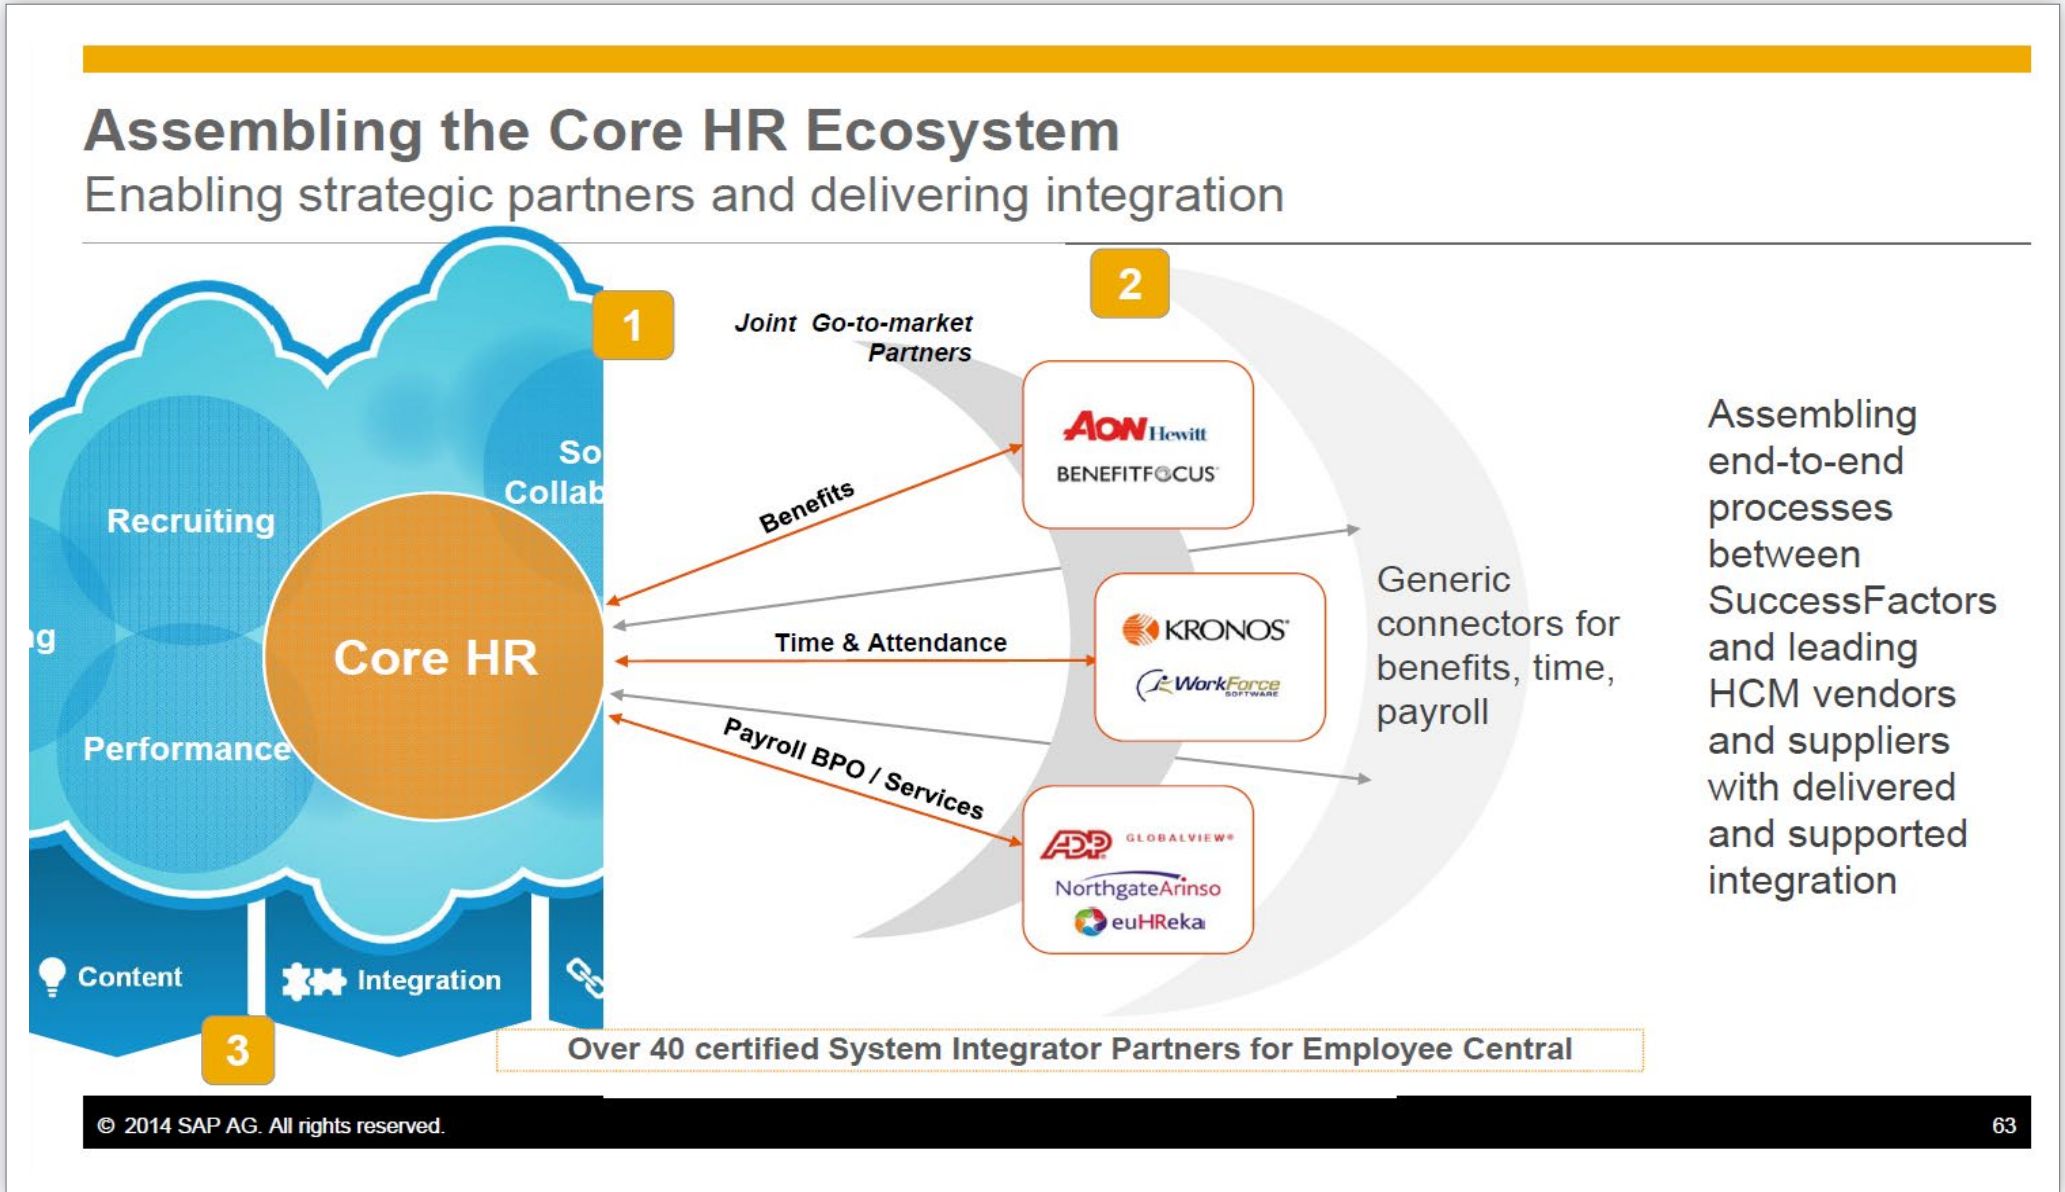 Assembling the Core HR Ecosystem
Enabling strategic partners and delivering integration
1
2
Joint Go-to-market
Partners
So
Collab
Recruiting
ng
Core HR
Performance
Content
Integration
3
Benefits
Time & Attendance
Payroll BPO / Services
AON Hewitt
BENEFITFOCUS
KRONOS
WorkForce
SOFTWARE
ADP GLOBALVIEW®
NorthgateArinso
euHReka
Generic
connectors for
benefits, time,
payroll
Assembling
end-to-end
processes
between
SuccessFactors
and leading
HCM vendors
and suppliers
with delivered
and supported
integration
Over 40 certified System Integrator Partners for Employee Central
© 2014 SAP AG. All rights reserved.
63